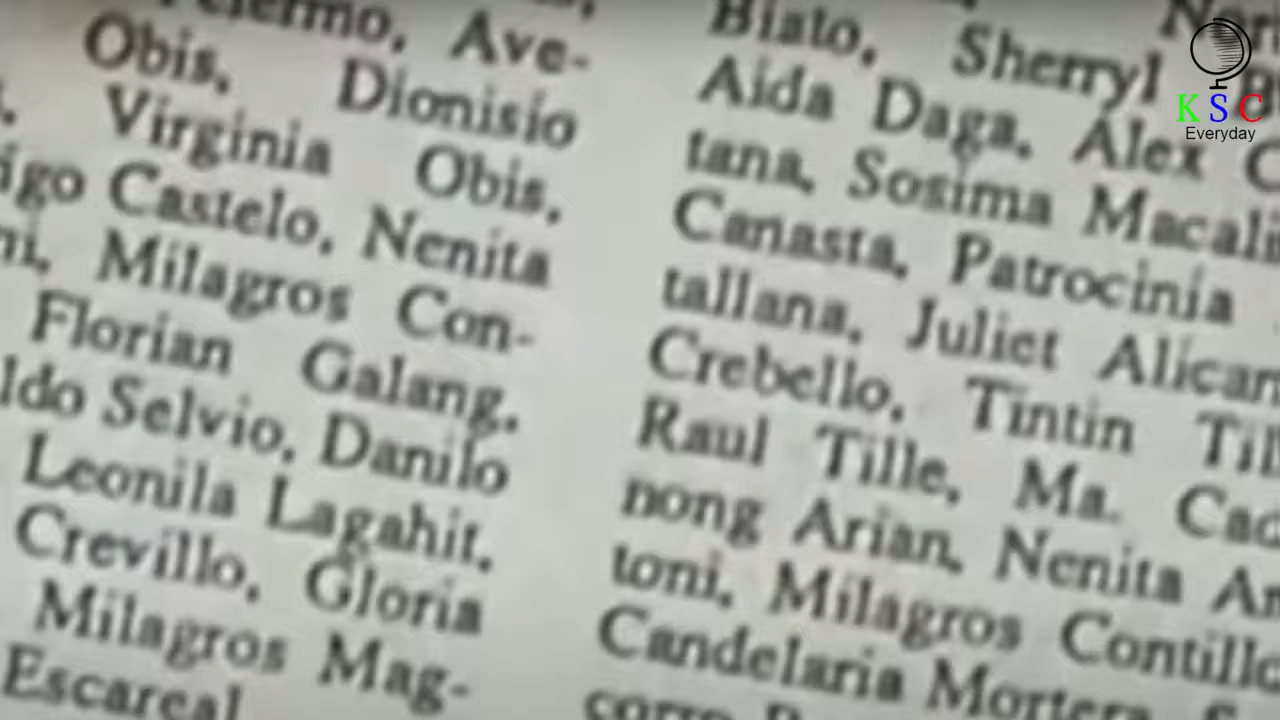 Ave-
Obis, Dionisio
Virginia Obis,
Castelo, Nenita
Milagros Con-
Florian Galang,
Selvio, Danilo
Leonila Lagahit,
Crevillo, Gloria
Milagros Mag-
Escareal
Biato, Sherryl
Aida Daga, Alex
tana, Sosima
Canasta, Patrocinia
tallana, Juliet
Crebello, Tintin
Raul Tille, Ma.
nong Arian, Nenita
toni, Milagros Contillo
Candelaria Mortera
KSC
Everyday